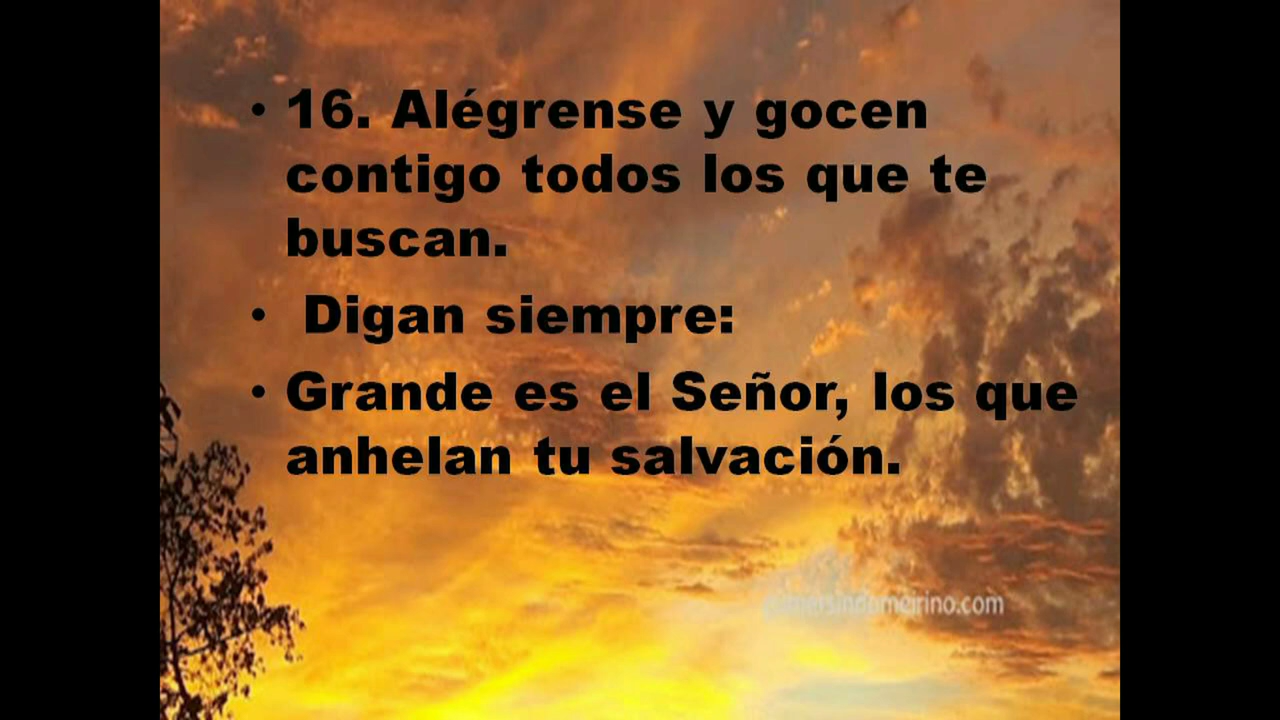 • 16. Alégrense y gocen
contigo todos los que te
buscan.
• Digan siempre:
• Grande es el Señor, los que
anhelan tu salvación.